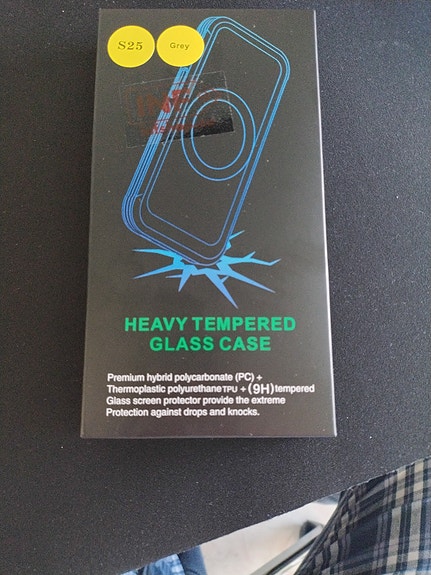 S25
Grey
HEAVY TEMPERED
GLASS CASE
Premium hybrid polycarbonate (PC) +
Thermoplastic polyurethane TPU + (9H) tempered
Glass screen protector provide the extreme
Protection against drops and knocks.